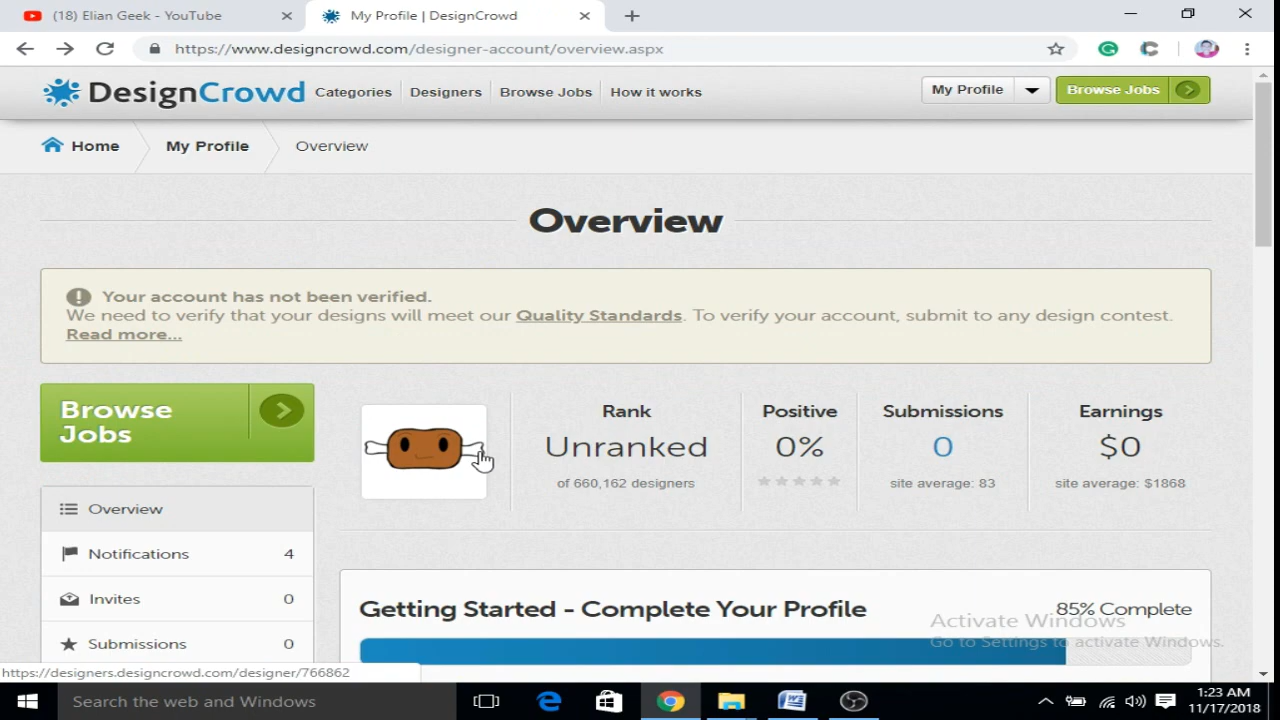 (18) Elian Geek - YouTube
My Profile | DesignCrowd
https://www.designcrowd.com/designer-account/overview.aspx
DesignCrowd
Categories
Designers
Browse Jobs
How it works
My Profile
Browse Jobs
Home
My Profile
Overview
Overview
Your account has not been verified.
We need to verify that your designs will meet our Quality Standards. To verify your account, submit to any design contest.
Read more...
Browse
Jobs
Rank
Unranked
of 660,162 designers
Positive
0%
Submissions
0
site average: 83
Earnings
$0
site average: $1868
Overview
Notifications 4
Invites 0
Submissions 0
Getting Started - Complete Your Profile
85% Complete
Activate Windows
Go to Settings to activate Windows.
https://designers.designcrowd.com/designer/766862
Search the web and Windows
1:23 AM
11/17/2018